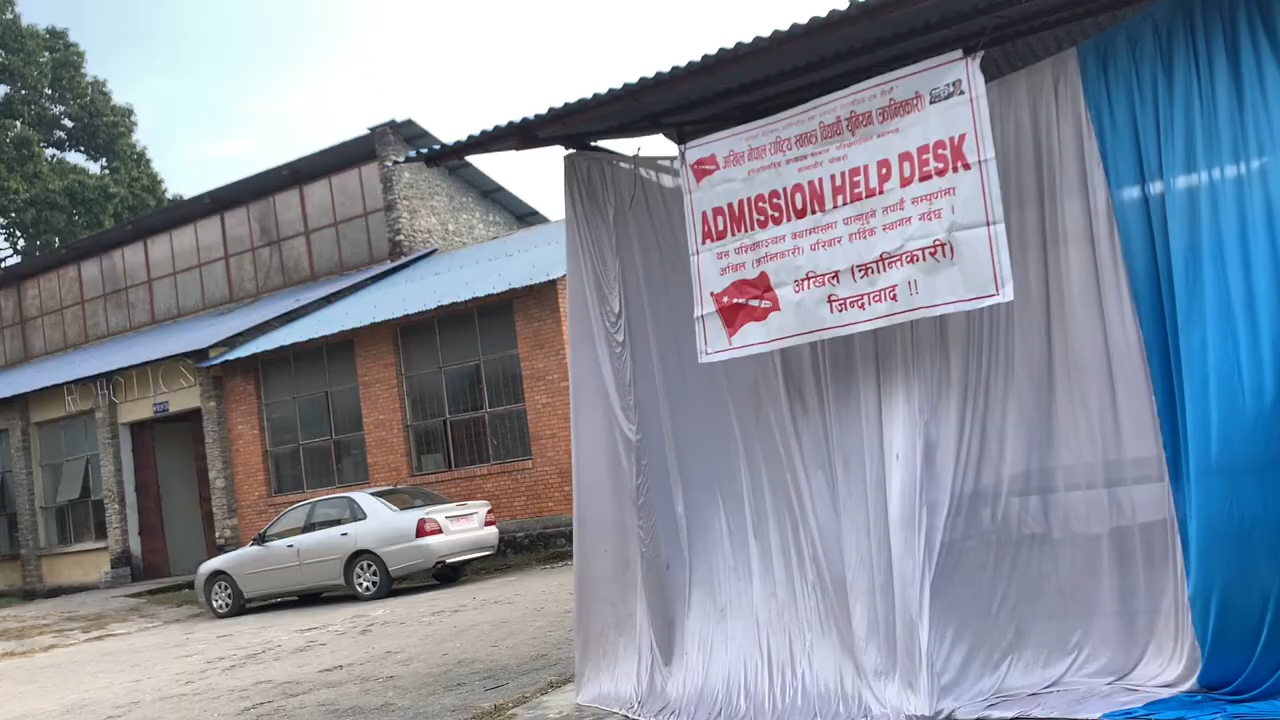 अखिल नेपाल राष्ट्रिय स्वतन्त्र विद्यार्थी यूनियन (क्रान्तिकारी)
ADMISSION HELP DESK
यस पश्चिमाञ्चल क्याम्पसमा पाल्नुहुने तपाईं सम्पूर्णमा
अखिल (क्रान्तिकारी) परिवार हार्दिक स्वागत गर्दछ ।
अखिल (क्रान्तिकारी)
जिन्दावाद !!
ROBOTICS